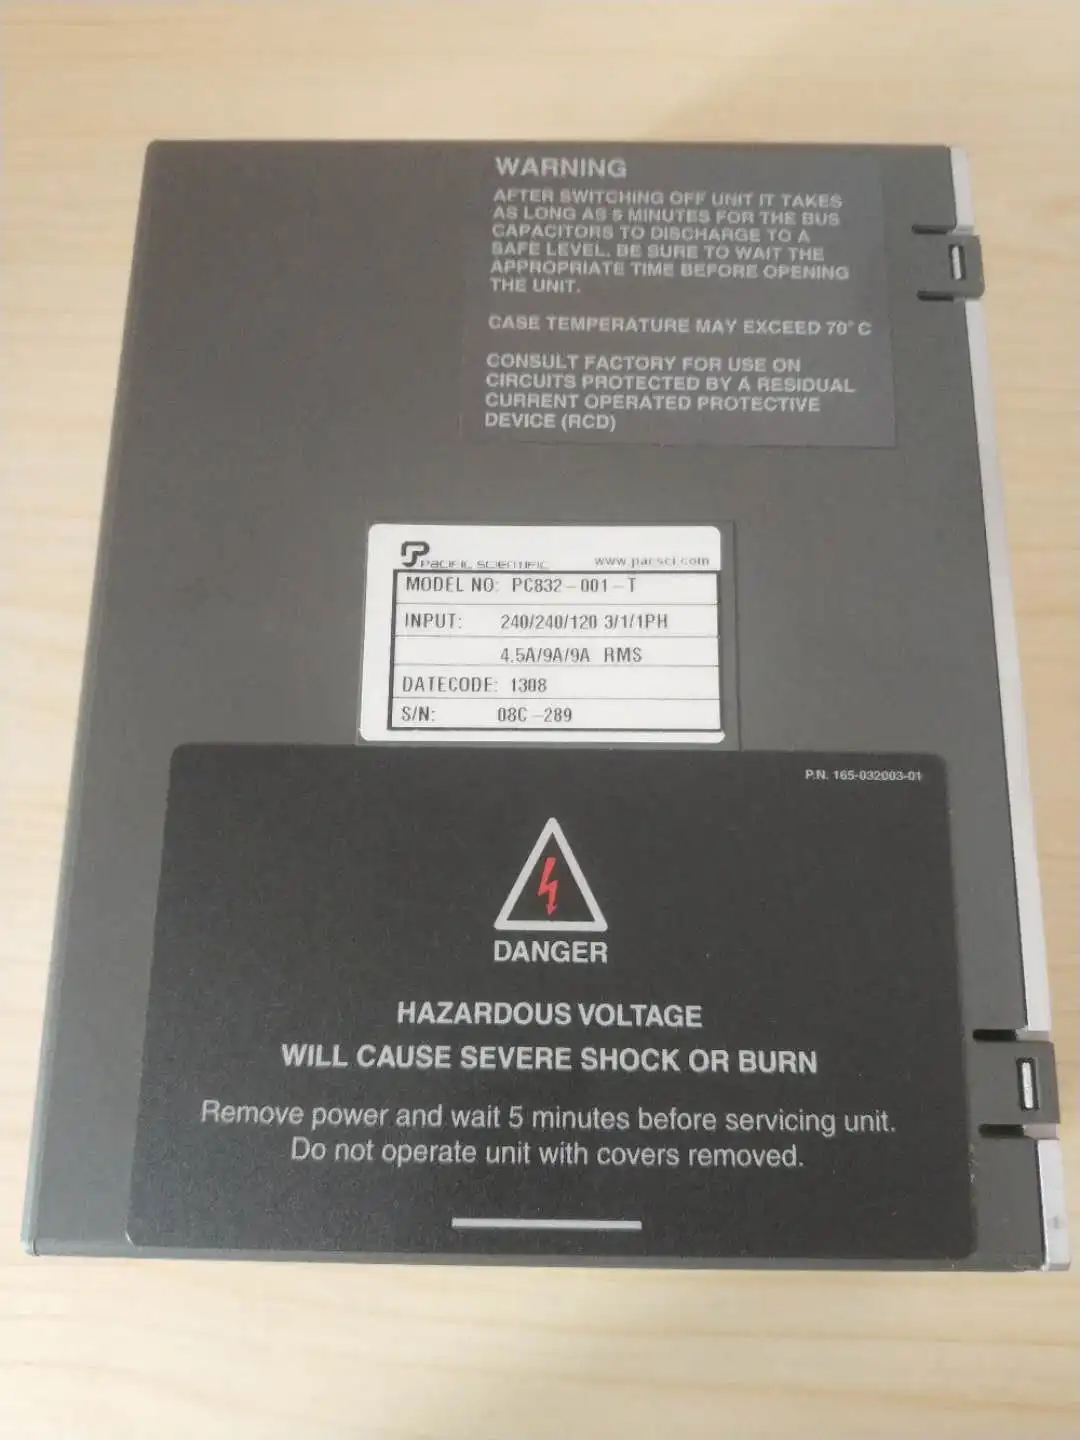 WARNING
AFTER SWITCHING OFF UNIT IT TAKES
AS LONG AS 5 MINUTES FOR THE BUS
CAPACITORS TO DISCHARGE TO A
SAFE LEVEL. BE SURE TO WAIT THE
APPROPRIATE TIME BEFORE OPENING
THE UNIT.
CASE TEMPERATURE MAY EXCEED 70° C
CONSULT FACTORY FOR USE ON
CIRCUITS PROTECTED BY A RESIDUAL
CURRENT OPERATED PROTECTIVE
DEVICE (RCD)
PACIFIC SCIENTIFIC www.pacsci.com
MODEL NO: PC832-001-T
INPUT: 240/240/120 3/1/1PH
4.5A/9A/9A RMS
DATECODE: 1308
S/N: 08C-289
P.N. 165-032003-01
DANGER
HAZARDOUS VOLTAGE
WILL CAUSE SEVERE SHOCK OR BURN
Remove power and wait 5 minutes before servicing unit.
Do not operate unit with covers removed.